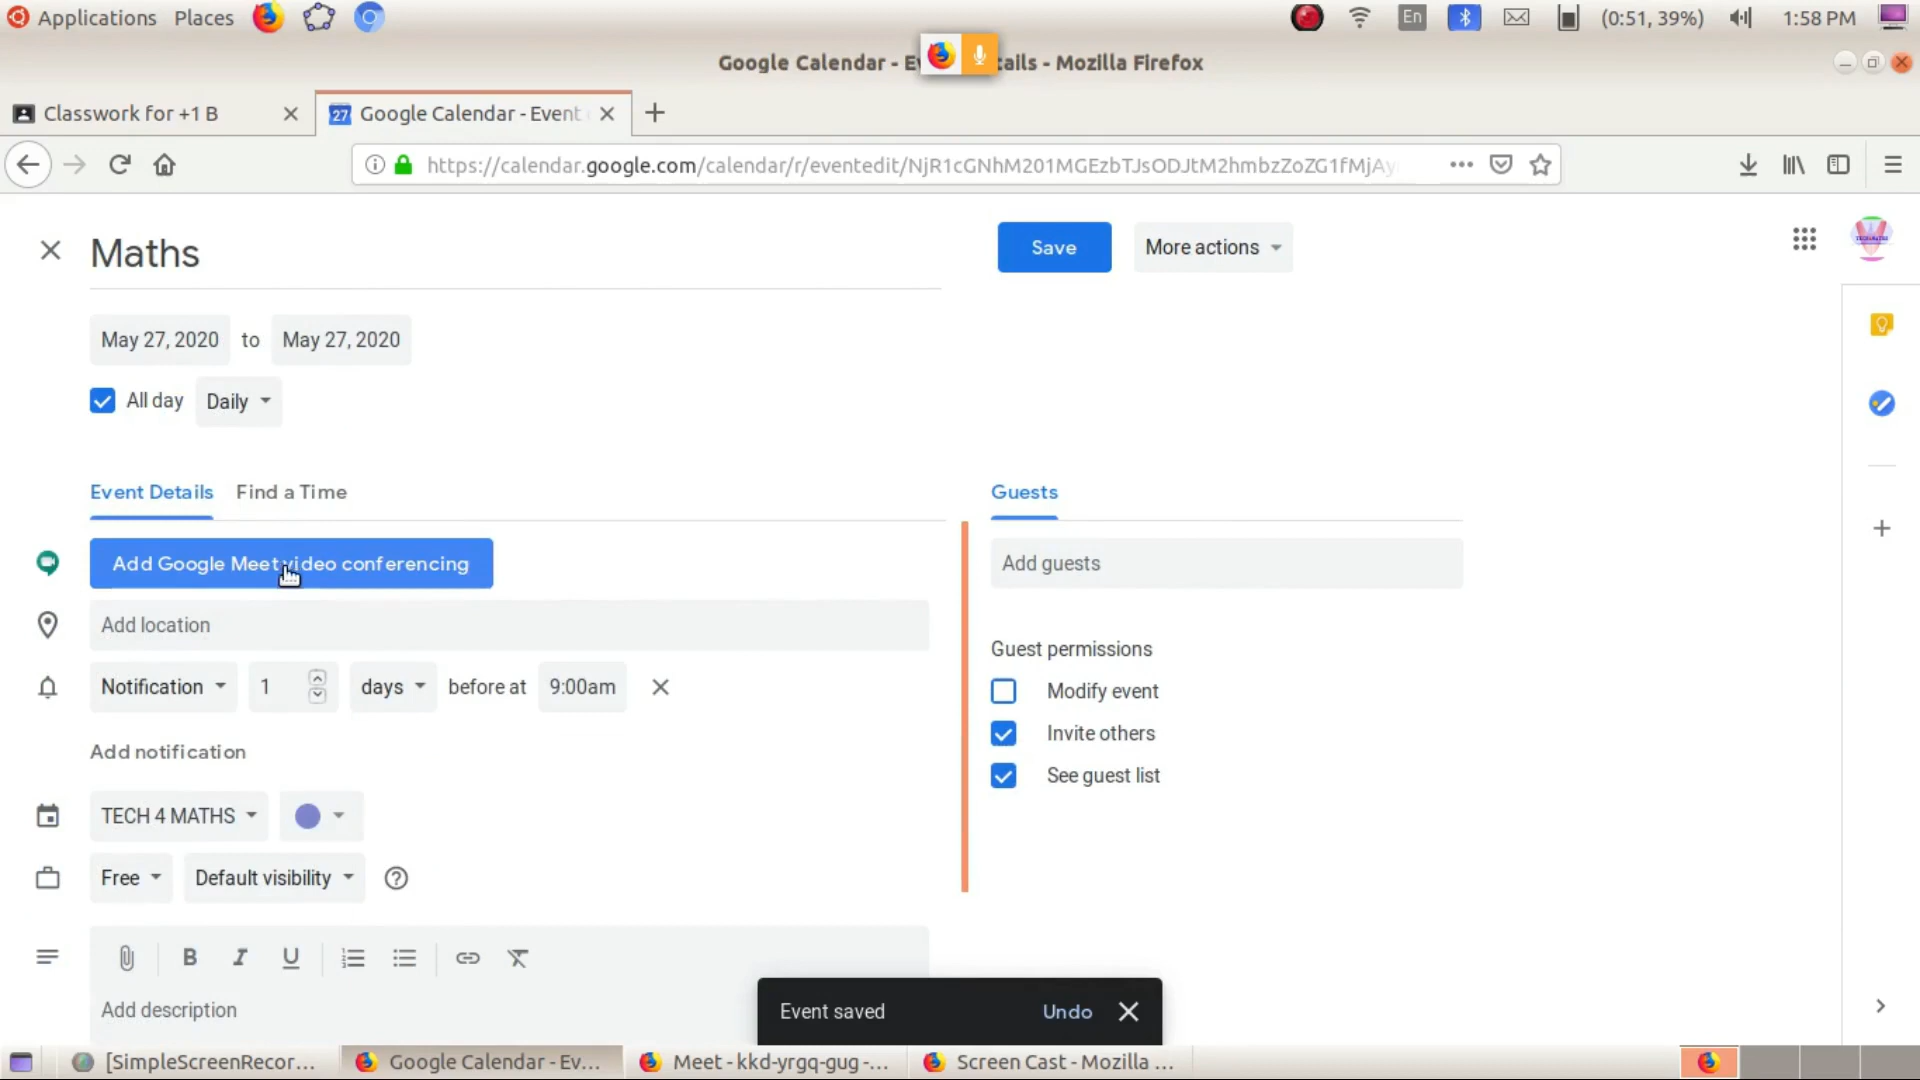 Applications Places En (0:51, 39%) 1:58 PM
Google Calendar - Ev tails - Mozilla Firefox
Classwork for +1 B 27 Google Calendar - Event
https://calendar.google.com/calendar/r/eventedit/NjR1cGNhM201MGEzbTJsODJtM2hmbzZoZG1fMjAy
Maths Save More actions
May 27, 2020 to May 27, 2020
All day Daily
Event Details Find a Time Guests
Add Google Meet video conferencing Add guests
Add location
Guest permissions
Notification 1 days before at 9:00am Modify event
Invite others
Add notification See guest list
TECH 4 MATHS
Free Default visibility
B I U
Add description Event saved Undo
[SimpleScreenRecor... Google Calendar - Ev... Meet - kkd-yrgq-gug -... Screen Cast - Mozilla ...